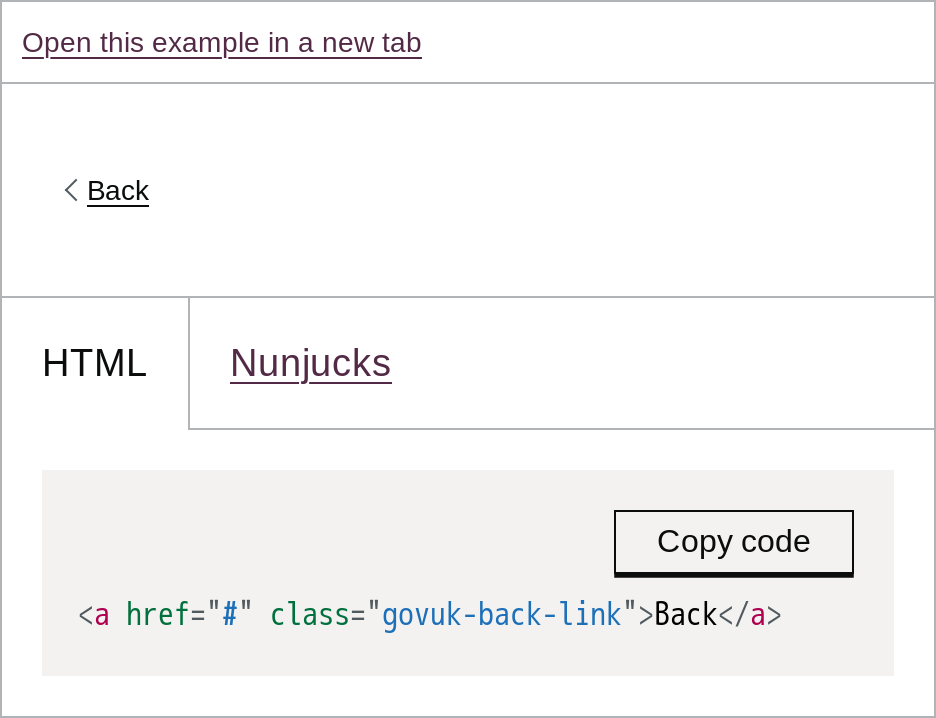 Open this example in a new tab
Back
HTML
Nunjucks
Copy code
<a href="#" class="govuk-back-link">Back</a>